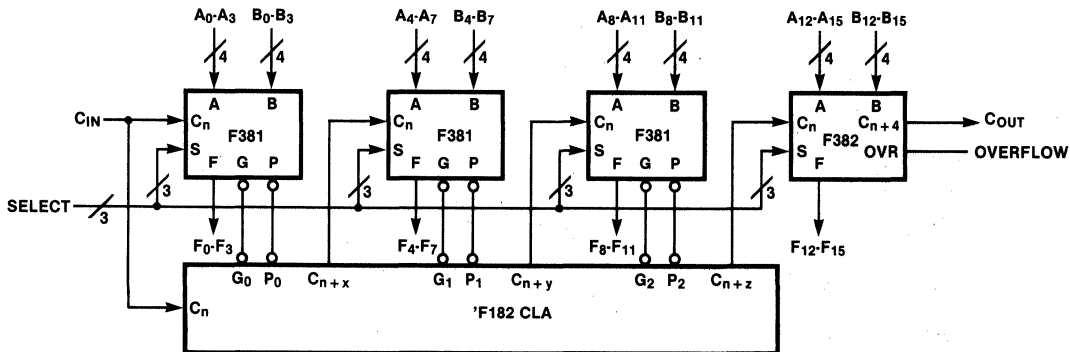 A0-A3 B0-B3 A4-A7 B4-B7 A8-A11 B8-B11 A12-A15 B12-B15
4 4 4 4 4 4 4 4
A B A B A B A B
CIN Cn F381 Cn F381 Cn F381 Cn Cn+4 COUT
S F G P S F G P S F G P S F F382 OVR OVERFLOW
3 3 3 3
SELECT 3
F0-F3 F4-F7 F8-F11 F12-F15
G0 P0 Cn+x G1 P1 Cn+y G2 P2 Cn+z
Cn 'F182 CLA